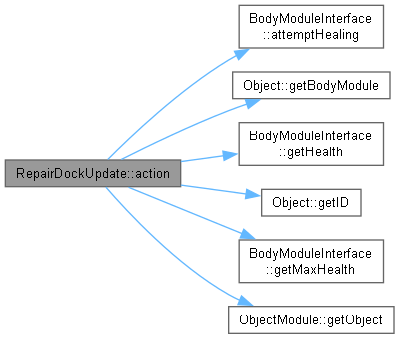 BodyModuleInterface
::attemptHealing
Object::getBodyModule
BodyModuleInterface
::getHealth
RepairDockUpdate::action
Object::getID
BodyModuleInterface
::getMaxHealth
ObjectModule::getObject